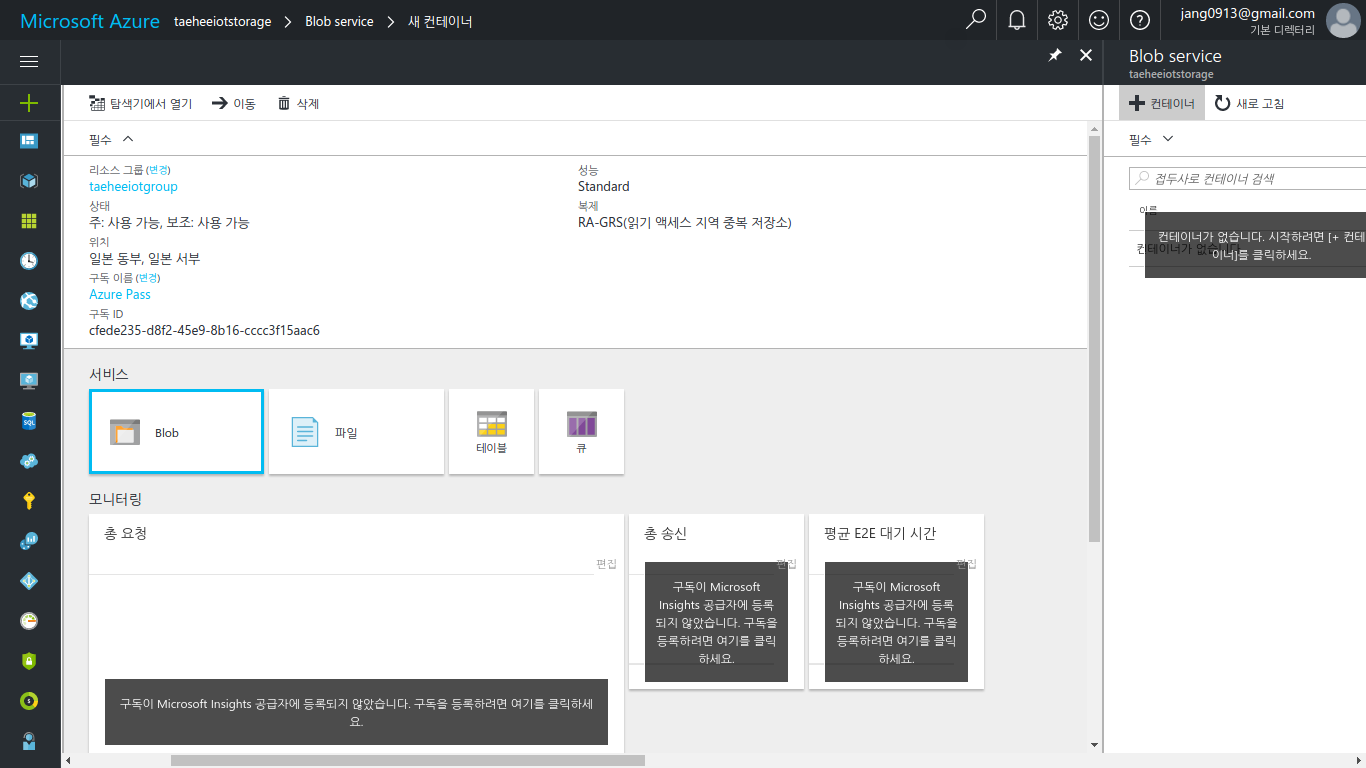 Microsoft Azure taeheeiotstorage > Blob service > 새 컨테이너
jang0913@gmail.com
기본 디렉터리
탐색기에서 열기 이동 삭제
필수
리소스 그룹 (변경)
taeheeiotgroup
상태
주: 사용 가능, 보조: 사용 가능
위치
일본 동부, 일본 서부
구독 이름 (변경)
Azure Pass
구독 ID
cfede235-d8f2-45e9-8b16-cccc3f15aac6
성능
Standard
복제
RA-GRS(읽기 액세스 지역 중복 저장소)
서비스
Blob
파일
테이블
큐
모니터링
총 요청
편집
구독이 Microsoft Insights 공급자에 등록되지 않았습니다. 구독을 등록하려면 여기를 클릭하세
요.
총 송신
편집
구독이 Microsoft
Insights 공급자에 등록
되지 않았습니다. 구독을
등록하려면 여기를 클릭
하세요.
평균 E2E 대기 시간
편집
구독이 Microsoft
Insights 공급자에 등록
되지 않았습니다. 구독을
등록하려면 여기를 클릭
하세요.
Blob service
taeheeiotstorage
컨테이너 새로 고침
필수
접두사로 컨테이너 검색
이름
컨테이너가 없습니다. 시작하려면 [+ 컨테
이너]를 클릭하세요.
컨테이너가 없습니다.
SQL